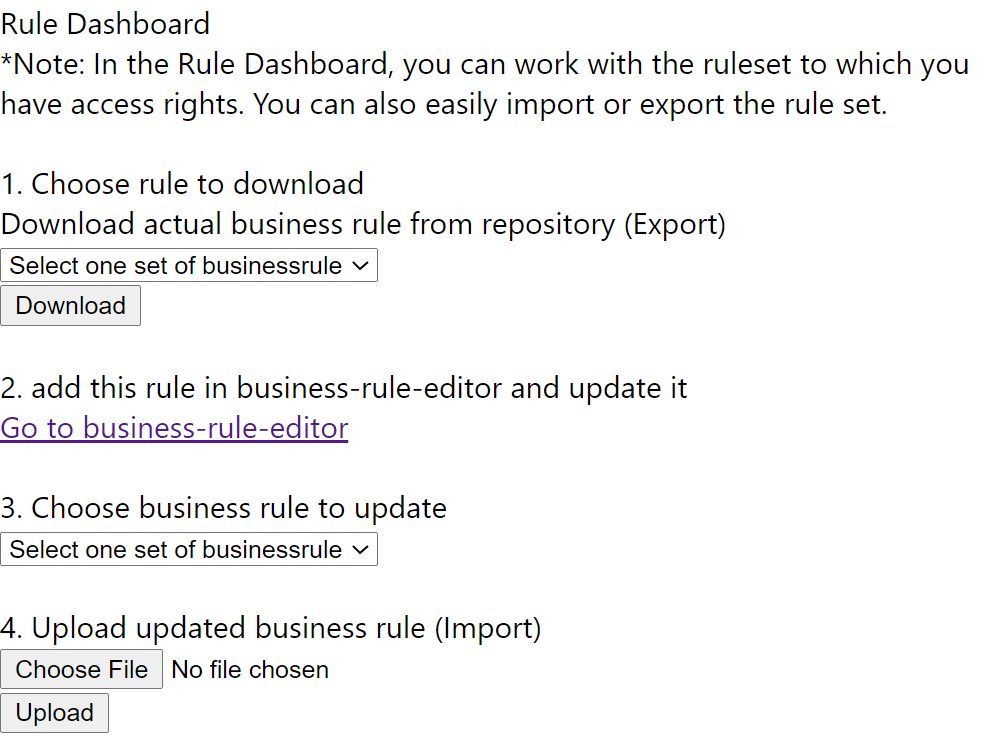 Rule Dashboard
*Note: In the Rule Dashboard, you can work with the ruleset to which you
have access rights. You can also easily import or export the rule set.
1. Choose rule to download
Download actual business rule from repository (Export)
Select one set of businessrule
Download
2. add this rule in business-rule-editor and update it
Go to business-rule-editor
3. Choose business rule to update
Select one set of businessrule
4. Upload updated business rule (Import)
Choose File No file chosen
Upload